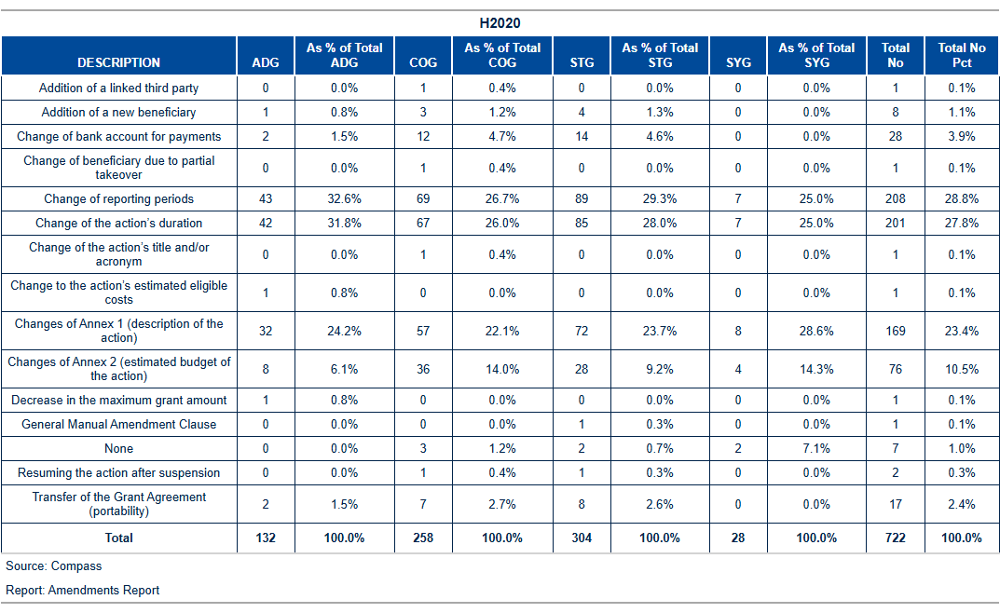 H2020
DESCRIPTION ADG As % of Total ADG COG As % of Total COG STG As % of Total STG SYG As % of Total SYG Total No Total No Pct
Addition of a linked third party 0 0.0% 1 0.4% 0 0.0% 0 0.0% 1 0.1%
Addition of a new beneficiary 1 0.8% 3 1.2% 4 1.3% 0 0.0% 8 1.1%
Change of bank account for payments 2 1.5% 12 4.7% 14 4.6% 0 0.0% 28 3.9%
Change of beneficiary due to partial takeover 0 0.0% 1 0.4% 0 0.0% 0 0.0% 1 0.1%
Change of reporting periods 43 32.6% 69 26.7% 89 29.3% 7 25.0% 208 28.8%
Change of the action’s duration 42 31.8% 67 26.0% 85 28.0% 7 25.0% 201 27.8%
Change of the action’s title and/or acronym 0 0.0% 1 0.4% 0 0.0% 0 0.0% 1 0.1%
Change to the action’s estimated eligible costs 1 0.8% 0 0.0% 0 0.0% 0 0.0% 1 0.1%
Changes of Annex 1 (description of the action) 32 24.2% 57 22.1% 72 23.7% 8 28.6% 169 23.4%
Changes of Annex 2 (estimated budget of the action) 8 6.1% 36 14.0% 28 9.2% 4 14.3% 76 10.5%
Decrease in the maximum grant amount 1 0.8% 0 0.0% 0 0.0% 0 0.0% 1 0.1%
General Manual Amendment Clause 0 0.0% 0 0.0% 1 0.3% 0 0.0% 1 0.1%
None 0 0.0% 3 1.2% 2 0.7% 2 7.1% 7 1.0%
Resuming the action after suspension 0 0.0% 1 0.4% 1 0.3% 0 0.0% 2 0.3%
Transfer of the Grant Agreement (portability) 2 1.5% 7 2.7% 8 2.6% 0 0.0% 17 2.4%
Total 132 100.0% 258 100.0% 304 100.0% 28 100.0% 722 100.0%
Source: Compass
Report: Amendments Report